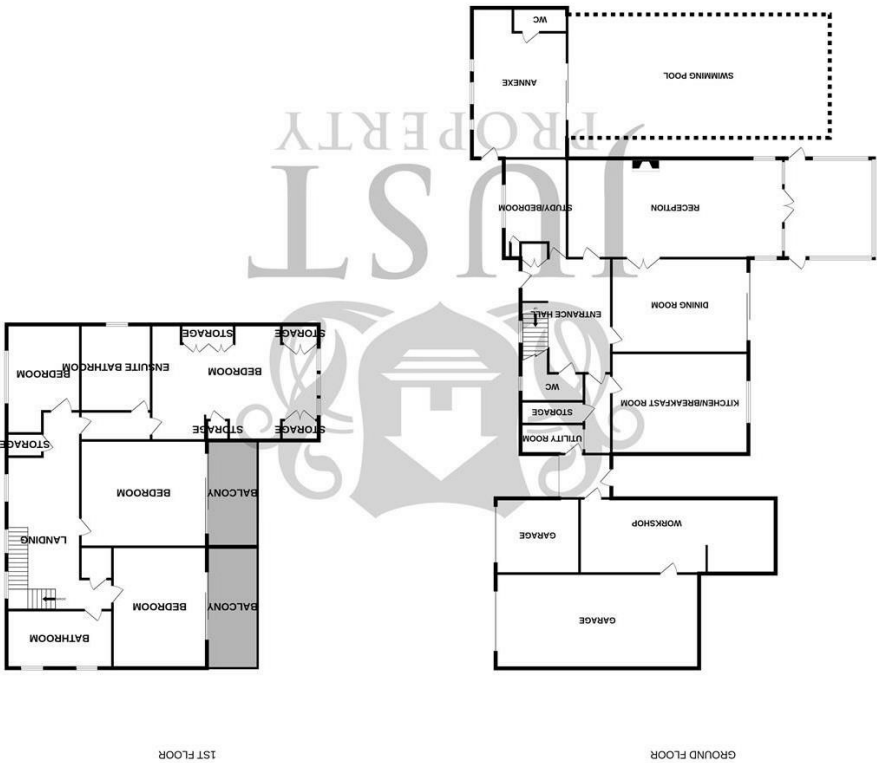 GROUND FLOOR
1ST FLOOR
GARAGE
GARAGE
WORKSHOP
UTILITY ROOM
STORAGE
WC
KITCHEN/BREAKFAST ROOM
ENTRANCE HALL
DINING ROOM
STUDY/BEDROOM
RECEPTION
ANNEXE
WC
SWIMMING POOL
BATHROOM
BEDROOM
BALCONY
LANDING
BEDROOM
BALCONY
STORAGE
BEDROOM
ENSUITE BATHROOM
BEDROOM
STORAGE
STORAGE
STORAGE
STORAGE
JUST
PROPERTY